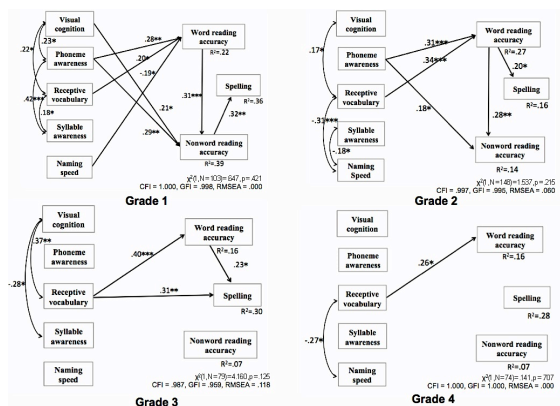 Visual
cognition
Phoneme
awareness
Receptive
vocabulary
Syllable
awareness
Naming
speed
.23*
.22*
.42***
.18*
.28**
.20*
-.19*
.21*
.29**
.31***
.32**
Word reading
accuracy
R²=.22
Spelling
R²=.36
Nonword reading
accuracy
R²=.39
χ²(1, N=103)=.647, p=.421
CFI = 1.000, GFI = .998, RMSEA = .000
Grade 1
Visual
cognition
Phoneme
awareness
Receptive
vocabulary
Syllable
awareness
Naming
speed
.17*
-.31***
-.18*
.31***
.34***
.18*
.20*
.28**
Word reading
accuracy
R²=.27
Spelling
R²=.16
Nonword reading
accuracy
R²=.14
χ²(1, N=148)=1.537, p=.215
CFI = .997, GFI = .995, RMSEA = .060
Grade 2
Visual
cognition
Phoneme
awareness
Receptive
vocabulary
Syllable
awareness
Naming
speed
.37**
-.28*
.40***
.31**
.23*
Word reading
accuracy
R²=.16
Spelling
R²=.30
Nonword reading
accuracy
R²=.07
χ²(1, N=79)=4.160, p=.125
CFI = .987, GFI = .959, RMSEA = .118
Grade 3
Visual
cognition
Phoneme
awareness
Receptive
vocabulary
Syllable
awareness
Naming
speed
-.27*
.26*
Word reading
accuracy
R²=.16
Spelling
R²=.28
Nonword reading
accuracy
R²=.07
χ²(1, N=74)=.141, p=.707
CFI = 1.000, GFI = 1.000, RMSEA = .000
Grade 4